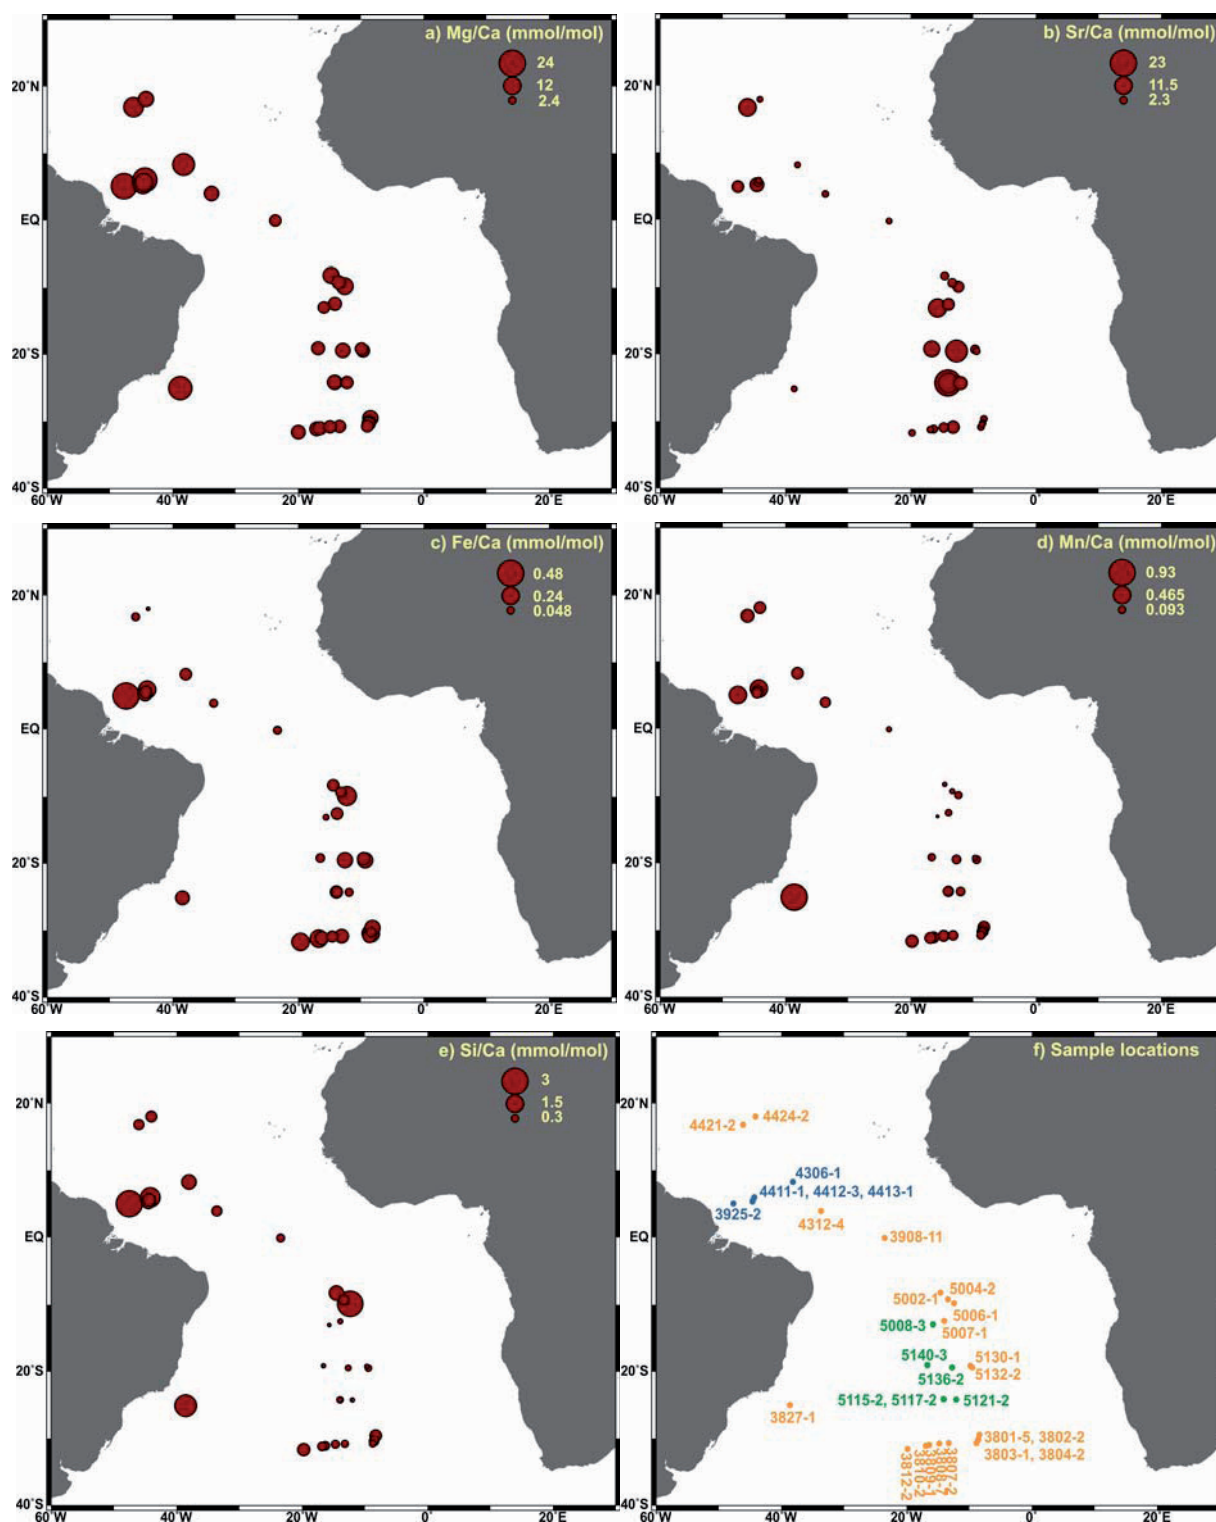 a) Mg/Ca (mmol/mol)
24
12
2.4
20°N
EQ
20°S
40°S
60°W
40°W
20°W
0°
20°E
b) Sr/Ca (mmol/mol)
23
11.5
2.3
20°N
EQ
20°S
40°S
60°W
40°W
20°W
0°
20°E
c) Fe/Ca (mmol/mol)
0.48
0.24
0.048
20°N
EQ
20°S
40°S
60°W
40°W
20°W
0°
20°E
d) Mn/Ca (mmol/mol)
0.93
0.465
0.093
20°N
EQ
20°S
40°S
60°W
40°W
20°W
0°
20°E
e) Si/Ca (mmol/mol)
3
1.5
0.3
20°N
EQ
20°S
40°S
60°W
40°W
20°W
0°
20°E
f) Sample locations
20°N
4424-2
4421-2
4306-1
4411-1, 4412-3, 4413-1
3925-2
4312-4
EQ
3908-11
5004-2
5002-1
5006-1
5008-3
5007-1
5140-3
5130-1
20°S
5136-2
5132-2
5115-2, 5117-2
5121-2
3827-1
3801-5, 3802-2
3803-1, 3804-2
3812-2
3810-2
3809-1
3807-2
40°S
60°W
40°W
20°W
0°
20°E